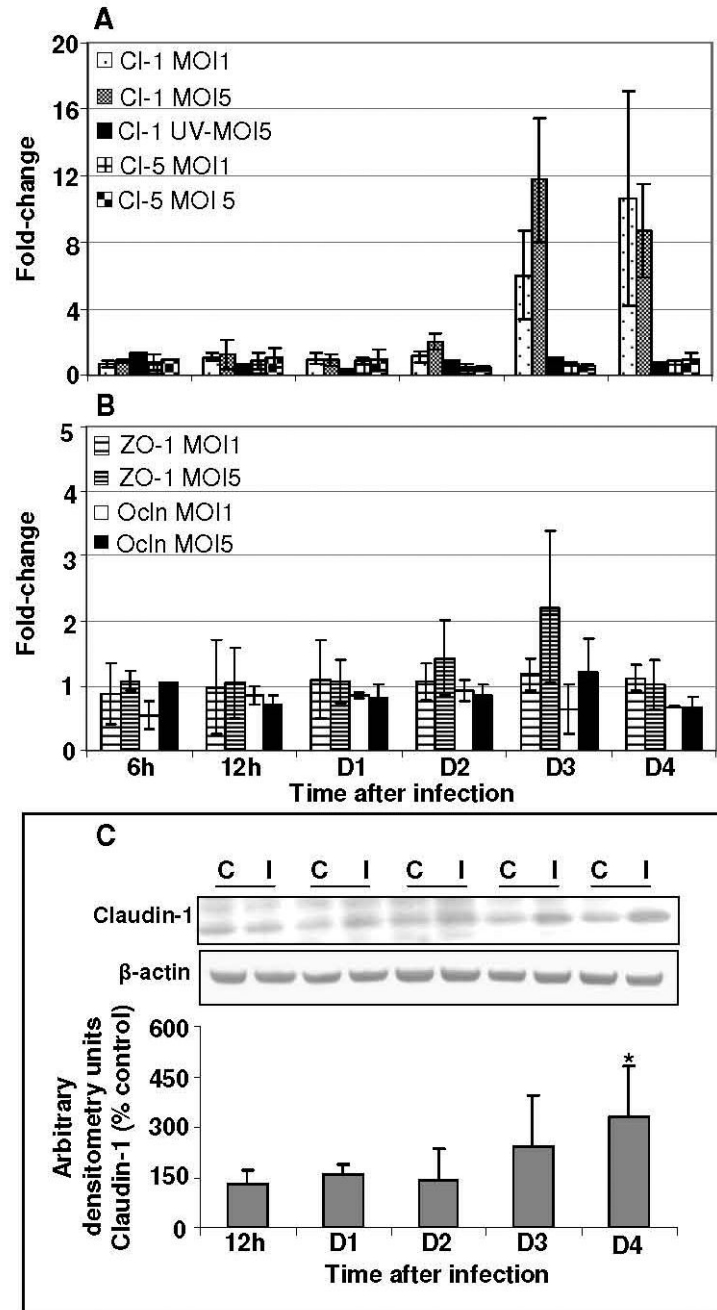 A
20
16
12
8
4
0
Fold-change
Cl-1 MOI1
Cl-1 MOI5
Cl-1 UV-MOI5
Cl-5 MOI1
Cl-5 MOI 5
B
5
4
3
2
1
0
Fold-change
ZO-1 MOI1
ZO-1 MOI5
Ocln MOI1
Ocln MOI5
6h 12h D1 D2 D3 D4
Time after infection
C
C I C I C I C I C I
Claudin-1
β-actin
600
450
300
150
0
Arbitrary
densitometry units
Claudin-1 (% control)
*
12h D1 D2 D3 D4
Time after infection